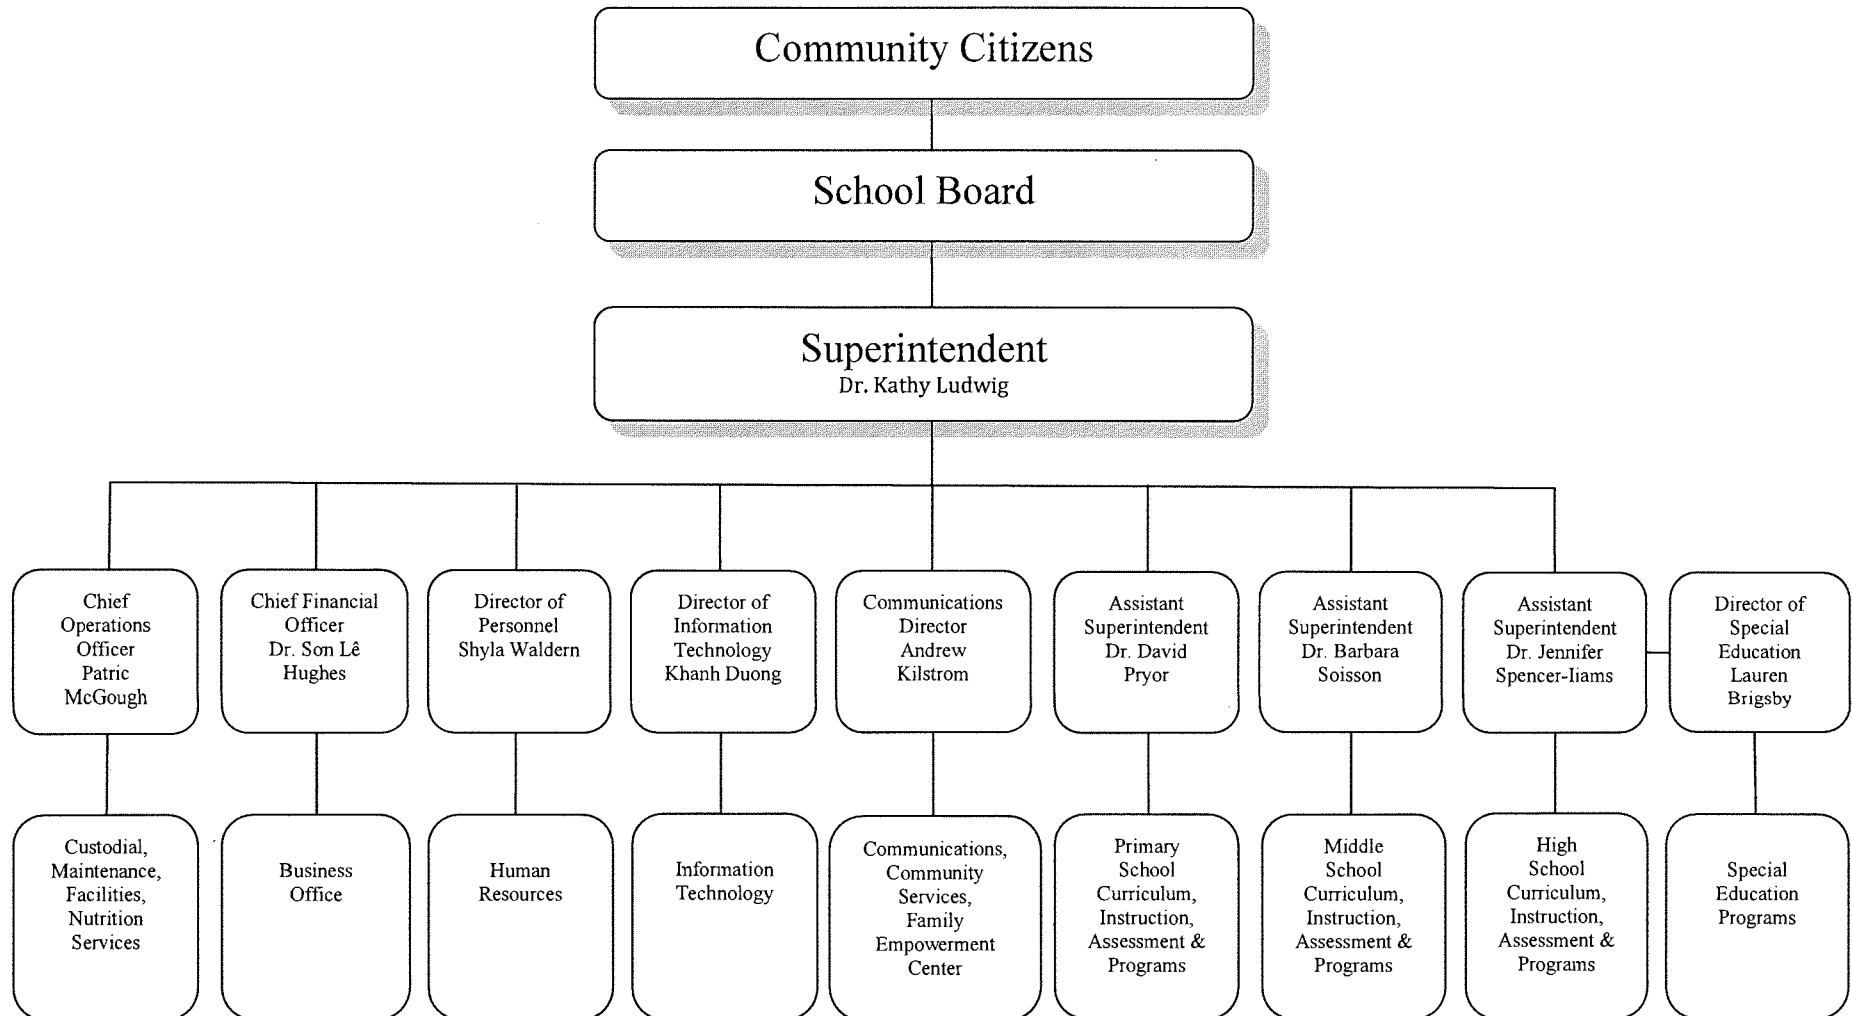 Community Citizens
School Board
Superintendent
Dr. Kathy Ludwig
Chief
Operations
Officer
Patric
McGough
Chief Financial
Officer
Dr. Son Lê
Hughes
Director of
Personnel
Shyla Waldern
Director of
Information
Technology
Khanh Duong
Communications
Director
Andrew
Kilstrom
Assistant
Superintendent
Dr. David
Pryor
Assistant
Superintendent
Dr. Barbara
Soisson
Assistant
Superintendent
Dr. Jennifer
Spencer-Iiams
Director of
Special
Education
Lauren
Brigsby
Custodial,
Maintenance,
Facilities,
Nutrition
Services
Business
Office
Human
Resources
Information
Technology
Communications,
Community
Services,
Family
Empowerment
Center
Primary
School
Curriculum,
Instruction,
Assessment &
Programs
Middle
School
Curriculum,
Instruction,
Assessment &
Programs
High
School
Curriculum,
Instruction,
Assessment &
Programs
Special
Education
Programs